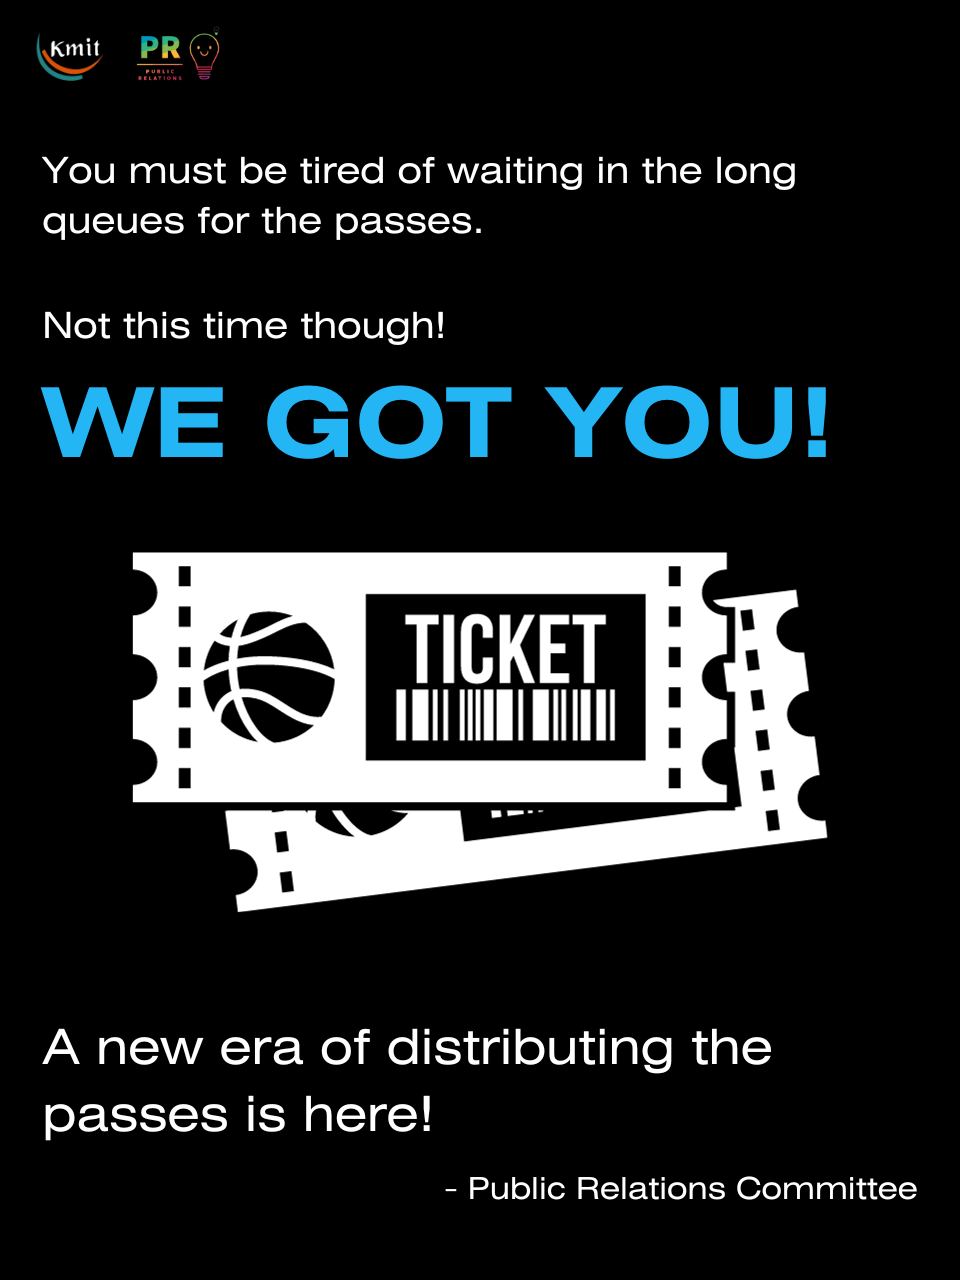 Kmit
PR
PUBLIC
RELATIONS
You must be tired of waiting in the long
queues for the passes.
Not this time though!
WE GOT YOU!
TICKET
A new era of distributing the
passes is here!
- Public Relations Committee